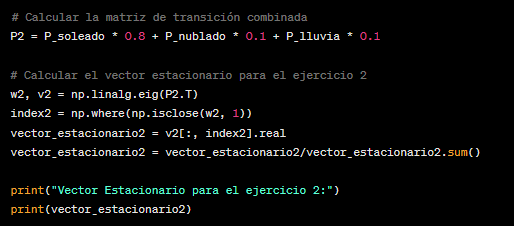 # Calcular la matriz de transición combinada
P2 = P_soleado * 0.8 + P_nublado * 0.1 + P_lluvia * 0.1
# Calcular el vector estacionario para el ejercicio 2
w2, v2 = np.linalg.eig(P2.T)
index2 = np.where(np.isclose(w2, 1))
vector_estacionario2 = v2[:, index2].real
vector_estacionario2 = vector_estacionario2/vector_estacionario2.sum()
print("Vector Estacionario para el ejercicio 2:")
print(vector_estacionario2)